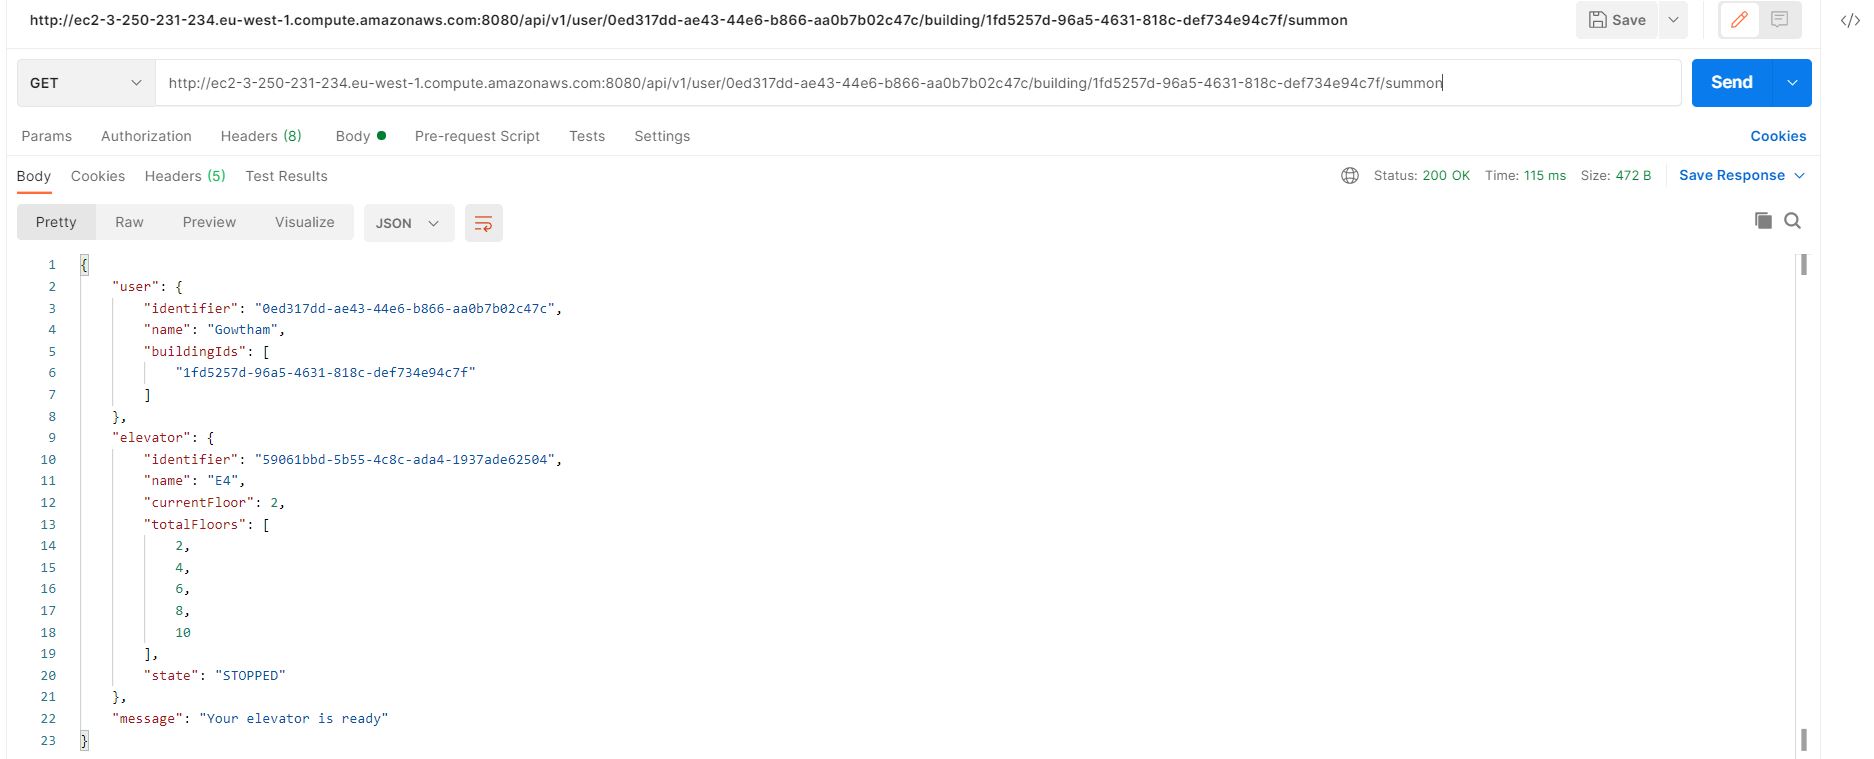 http://ec2-3-250-231-234.eu-west-1.compute.amazonaws.com:8080/api/v1/user/0ed317dd-ae43-44e6-b866-aa0b7b02c47c/building/1fd5257d-96a5-4631-818c-def734e94c7f/summon Save </>
GET http://ec2-3-250-231-234.eu-west-1.compute.amazonaws.com:8080/api/v1/user/0ed317dd-ae43-44e6-b866-aa0b7b02c47c/building/1fd5257d-96a5-4631-818c-def734e94c7f/summon Send
Params Authorization Headers (8) Body Pre-request Script Tests Settings Cookies
Body Cookies Headers (5) Test Results Status: 200 OK Time: 115 ms Size: 472 B Save Response
Pretty Raw Preview Visualize JSON
1 {
2 "user": {
3 "identifier": "0ed317dd-ae43-44e6-b866-aa0b7b02c47c",
4 "name": "Gowtham",
5 "buildingIds": [
6 "1fd5257d-96a5-4631-818c-def734e94c7f"
7 ]
8 },
9 "elevator": {
10 "identifier": "59061bbd-5b55-4c8c-ada4-1937ade62504",
11 "name": "E4",
12 "currentFloor": 2,
13 "totalFloors": [
14 2,
15 4,
16 6,
17 8,
18 10
19 ],
20 "state": "STOPPED"
21 },
22 "message": "Your elevator is ready"
23 }